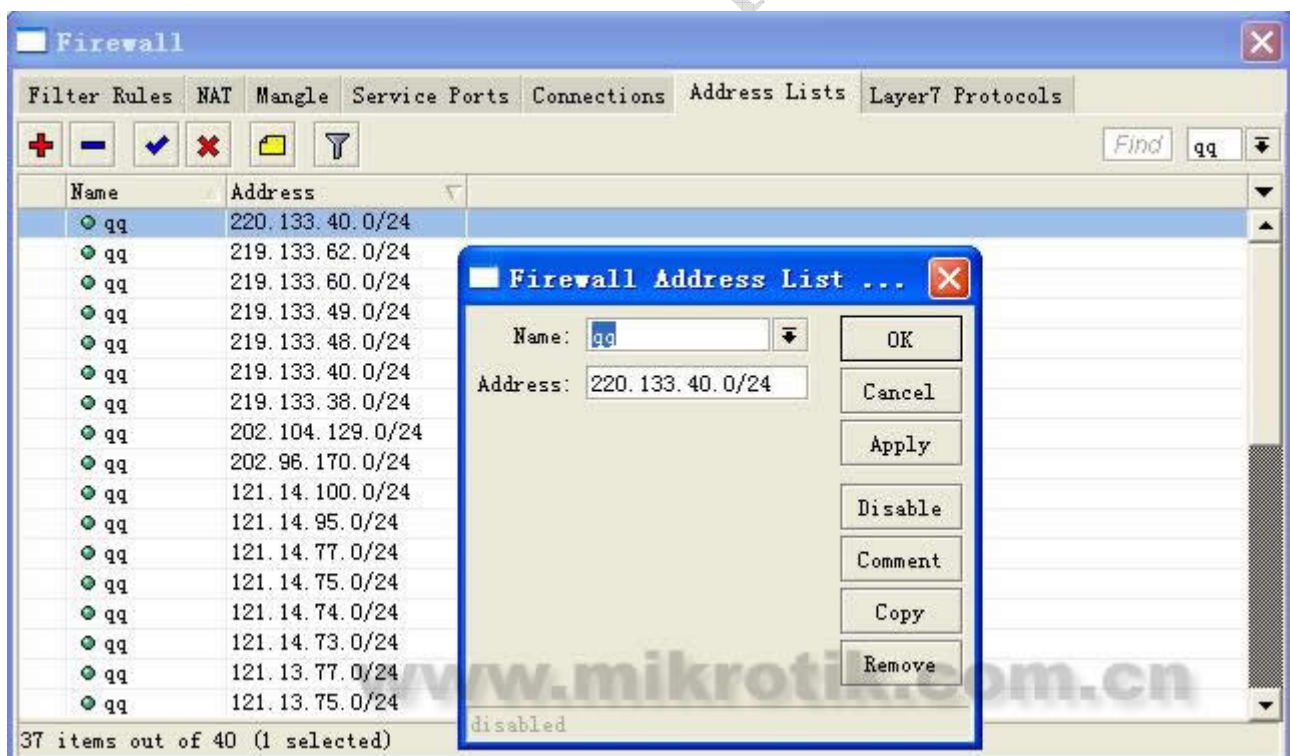 Firewall
Filter Rules NAT Mangle Service Ports Connections Address Lists Layer7 Protocols
Find qq
Name Address
qq 220.133.40.0/24
qq 219.133.62.0/24
qq 219.133.60.0/24
qq 219.133.49.0/24
qq 219.133.48.0/24
qq 219.133.40.0/24
qq 219.133.38.0/24
qq 202.104.129.0/24
qq 202.96.170.0/24
qq 121.14.100.0/24
qq 121.14.95.0/24
qq 121.14.77.0/24
qq 121.14.75.0/24
qq 121.14.74.0/24
qq 121.14.73.0/24
qq 121.13.77.0/24
qq 121.13.75.0/24
37 items out of 40 (1 selected)
Firewall Address List ...
Name: qq
Address: 220.133.40.0/24
OK
Cancel
Apply
Disable
Comment
Copy
Remove
disabled
www.mikrotik.com.cn